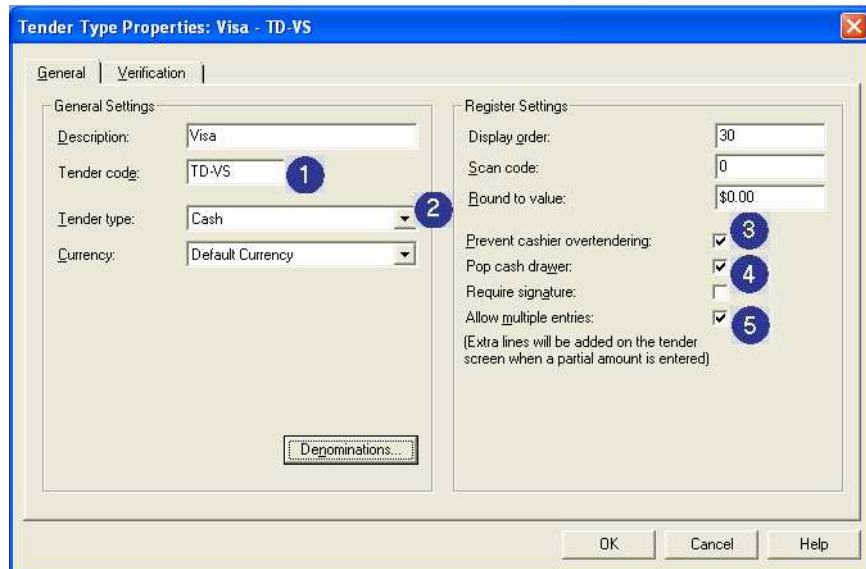 Tender Type Properties: Visa - TD-VS
General
Verification
General Settings
Description: Visa
Tender code: TD-VS 1
Tender type: Cash 2
Currency: Default Currency
Denominations...
Register Settings
Display order: 30
Scan code: 0
Round to value: $0.00
Prevent cashier overtendering: 3
Pop cash drawer: 4
Require signature:
Allow multiple entries: 5
(Extra lines will be added on the tender
screen when a partial amount is entered)
OK Cancel Help